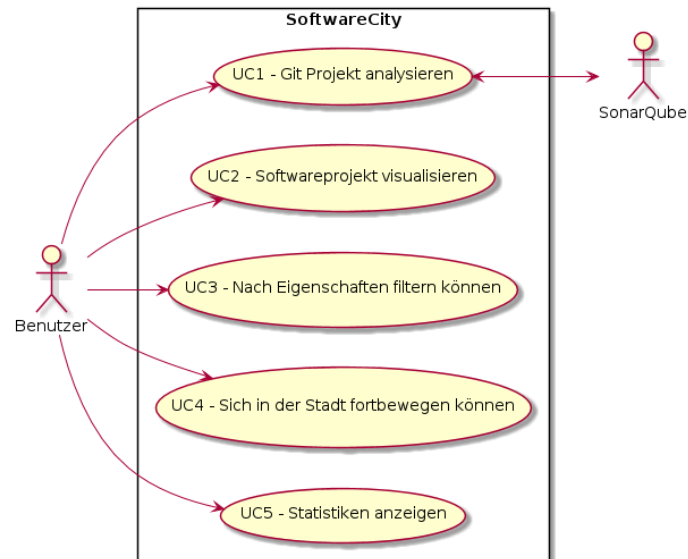 SoftwareCity
UC1 - Git Projekt analysieren
SonarQube
UC2 - Softwareprojekt visualisieren
UC3 - Nach Eigenschaften filtern können
Benutzer
UC4 - Sich in der Stadt fortbewegen können
UC5 - Statistiken anzeigen